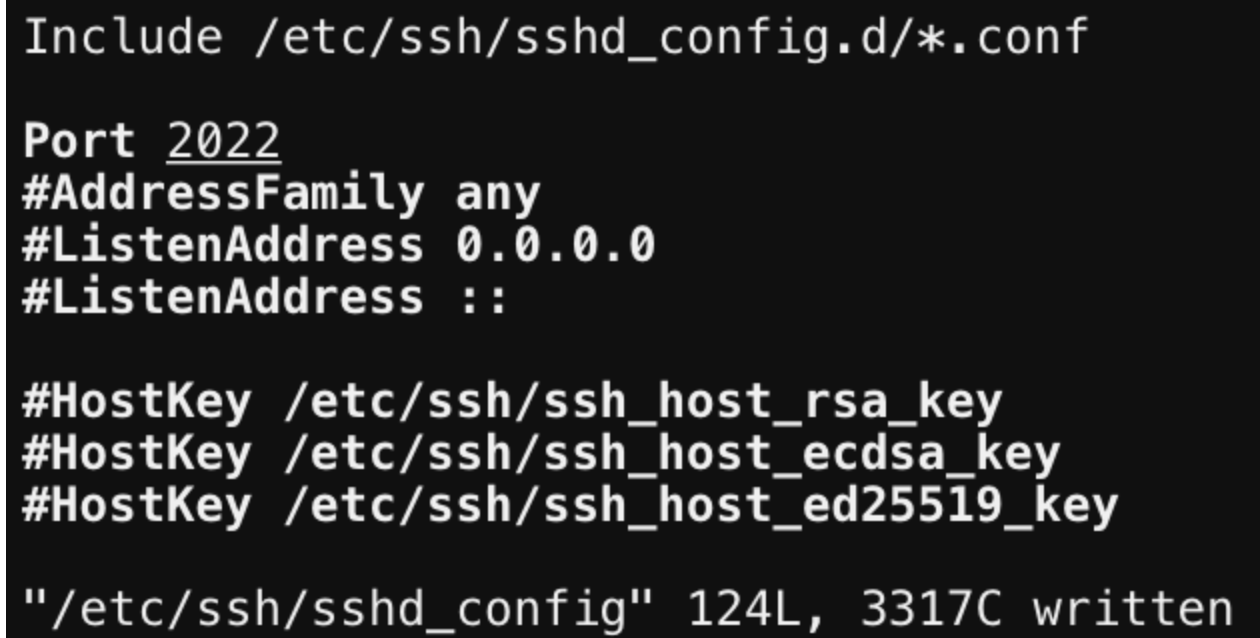 Include /etc/ssh/sshd_config.d/*.conf
Port 2022
#AddressFamily any
#ListenAddress 0.0.0.0
#ListenAddress ::
#HostKey /etc/ssh/ssh_host_rsa_key
#HostKey /etc/ssh/ssh_host_ecdsa_key
#HostKey /etc/ssh/ssh_host_ed25519_key
"/etc/ssh/sshd_config" 124L, 3317C written